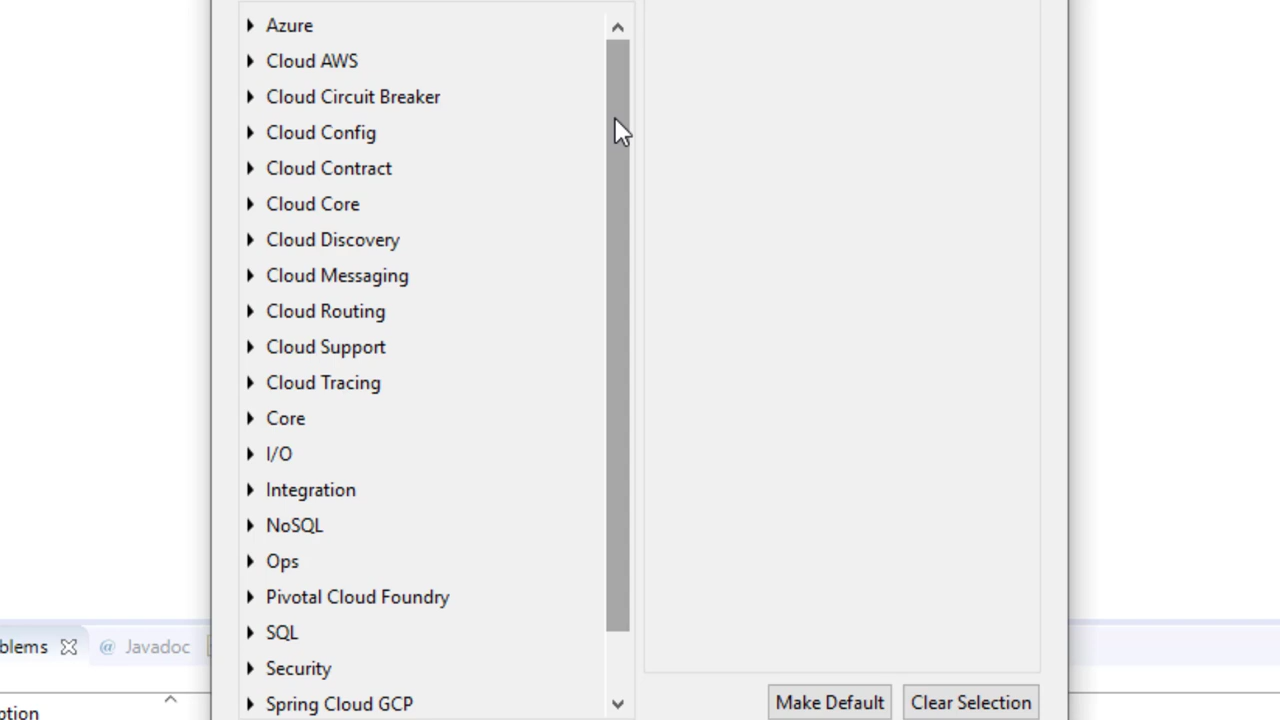 Azure
Cloud AWS
Cloud Circuit Breaker
Cloud Config
Cloud Contract
Cloud Core
Cloud Discovery
Cloud Messaging
Cloud Routing
Cloud Support
Cloud Tracing
Core
I/O
Integration
NoSQL
Ops
Pivotal Cloud Foundry
SQL
Security
Spring Cloud GCP
Make Default Clear Selection
blems @ Javadoc
ption